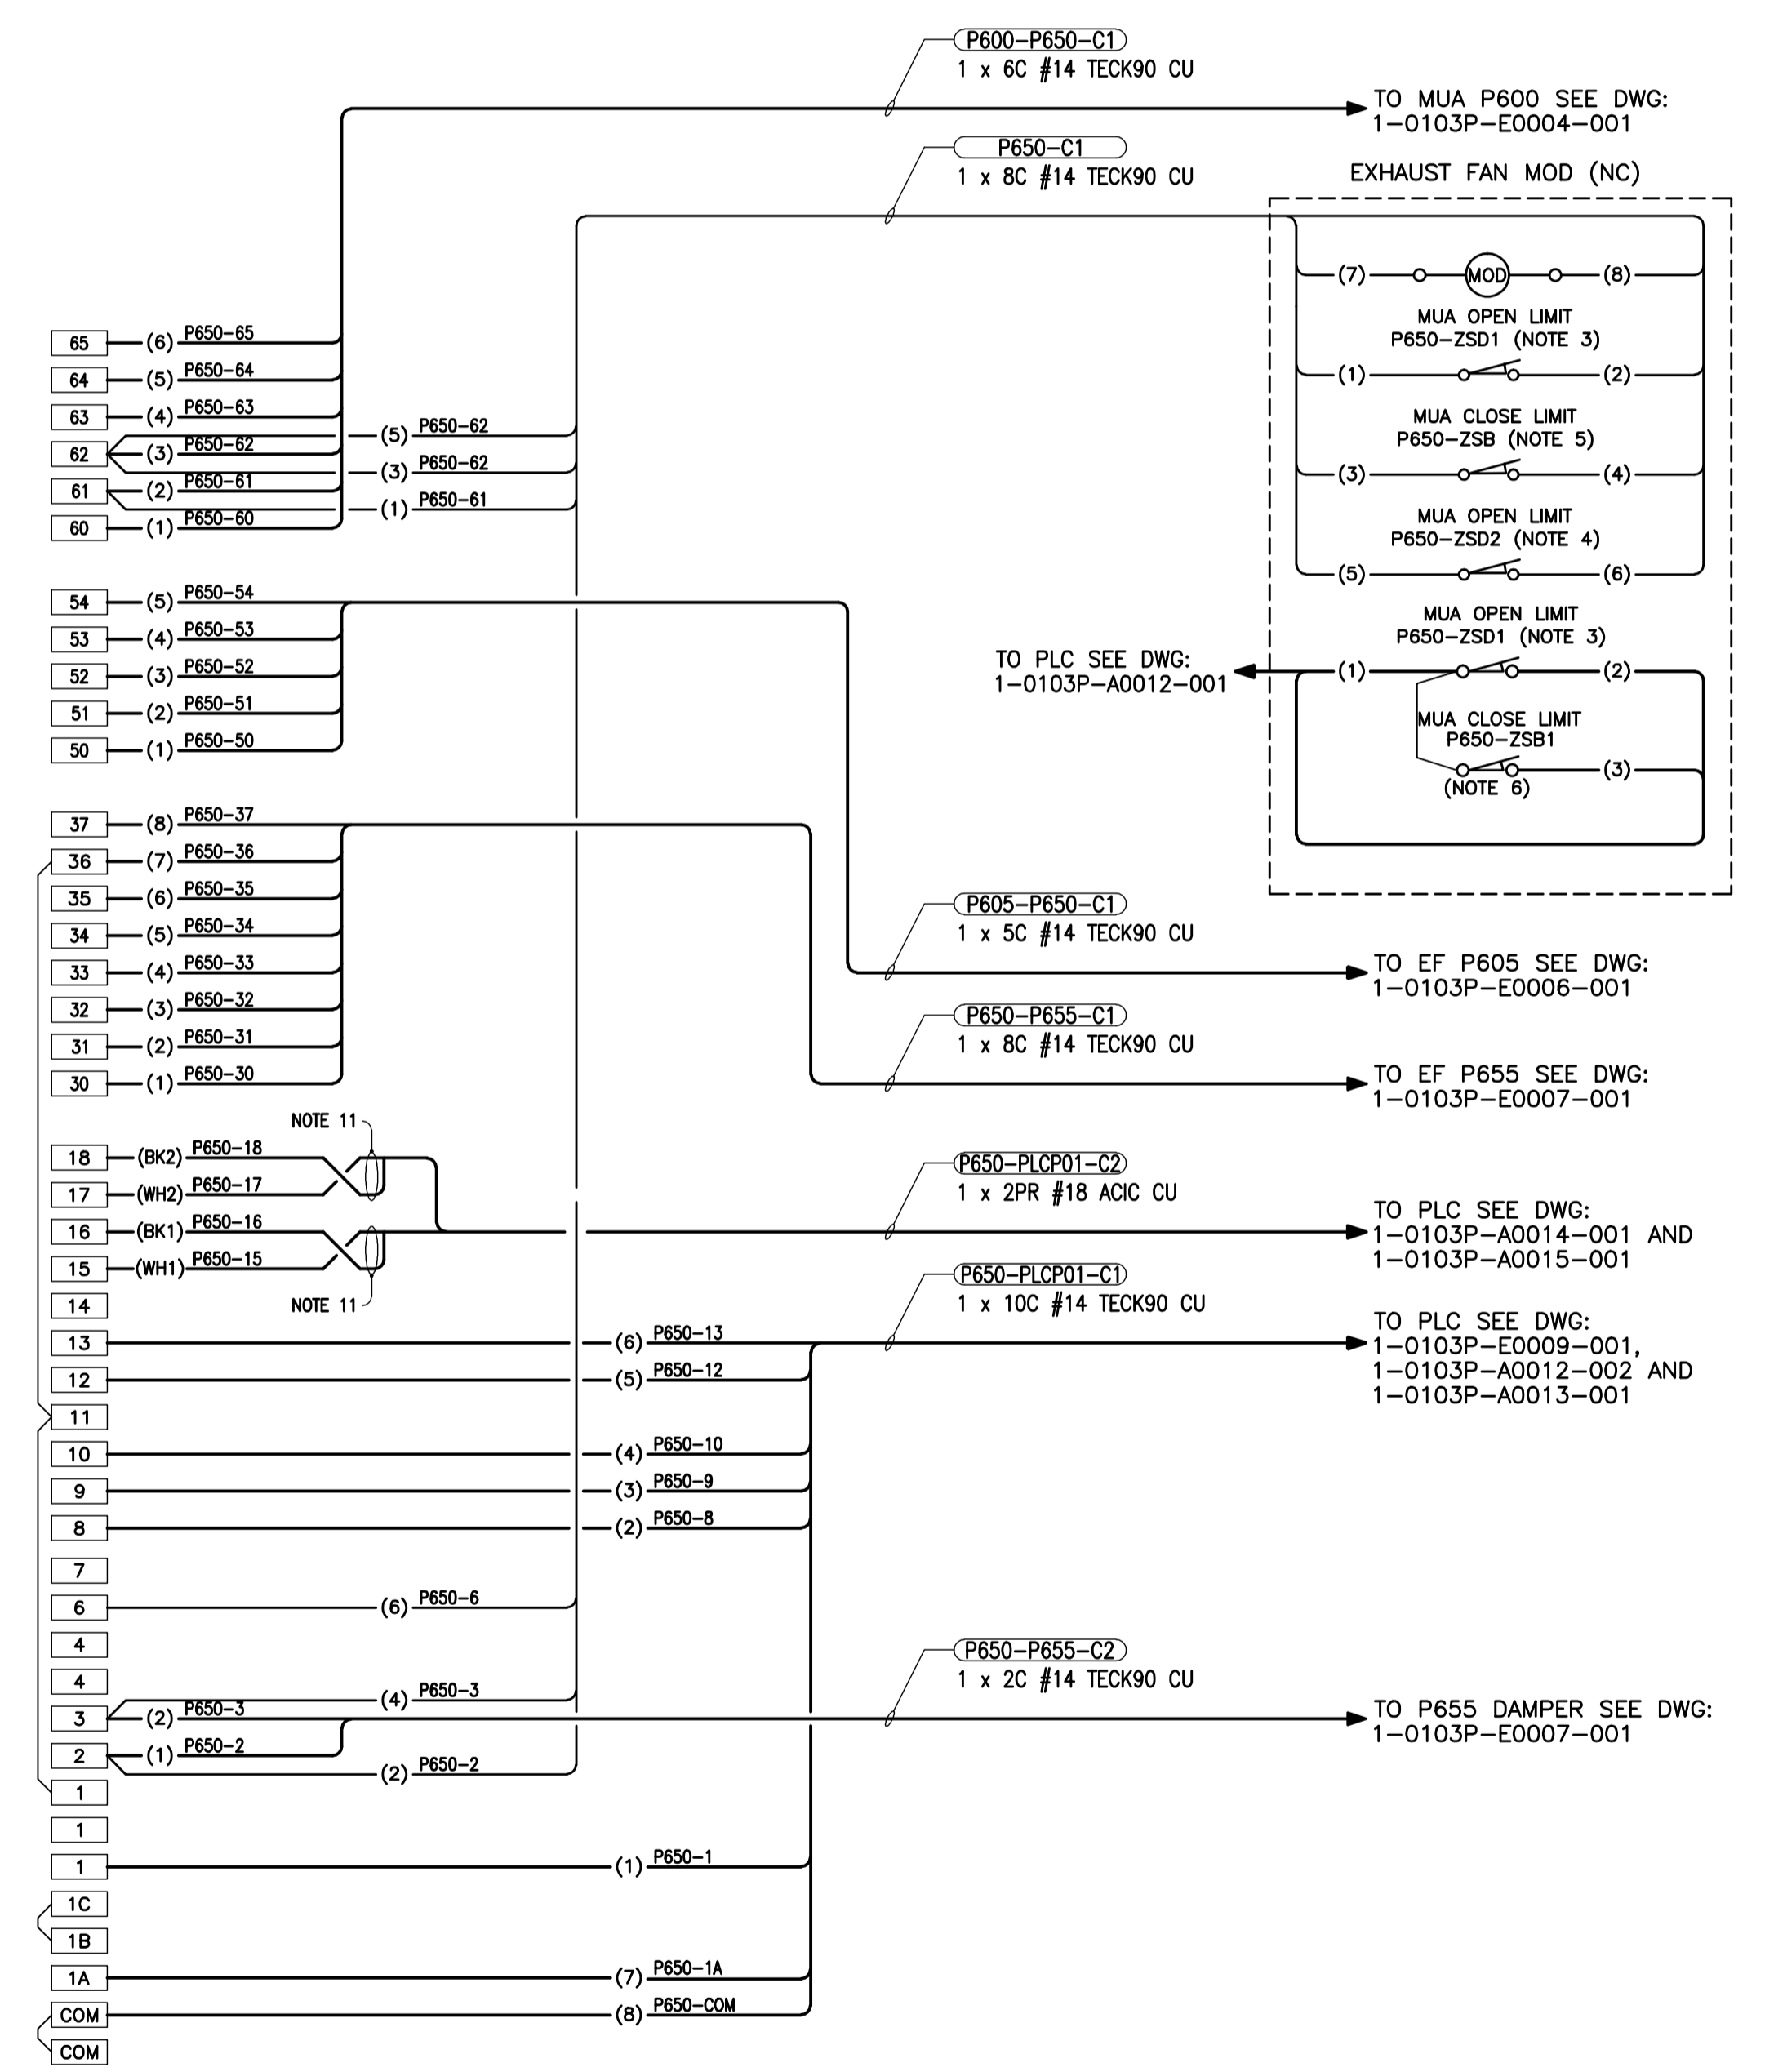 P600-P650-C1
1 x 6C #14 TECK90 CU
TO MUA P600 SEE DWG:
1-0103P-E0004-001
P650-C1
1 x 8C #14 TECK90 CU
EXHAUST FAN MOD (NC)
(7) MOD (8)
MUA OPEN LIMIT
P650-ZSD1 (NOTE 3)
(1) (2)
MUA CLOSE LIMIT
P650-ZSB (NOTE 5)
(3) (4)
MUA OPEN LIMIT
P650-ZSD2 (NOTE 4)
(5) (6)
MUA OPEN LIMIT
P650-ZSD1 (NOTE 3)
(1) (2)
TO PLC SEE DWG:
1-0103P-A0012-001
MUA CLOSE LIMIT
P650-ZSB1
(3)
(NOTE 6)
65 (6) P650-65
64 (5) P650-64
63 (4) P650-63
(5) P650-62
62 (3) P650-62
(3) P650-62
61 (2) P650-61
(1) P650-61
60 (1) P650-60
54 (5) P650-54
53 (4) P650-53
52 (3) P650-52
51 (2) P650-51
50 (1) P650-50
37 (8) P650-37
36 (7) P650-36
35 (6) P650-35
34 (5) P650-34
33 (4) P650-33
32 (3) P650-32
31 (2) P650-31
30 (1) P650-30
P605-P650-C1
1 x 5C #14 TECK90 CU
TO EF P605 SEE DWG:
1-0103P-E0006-001
P650-P655-C1
1 x 8C #14 TECK90 CU
TO EF P655 SEE DWG:
1-0103P-E0007-001
NOTE 11
18 (BK2) P650-18
17 (WH2) P650-17
16 (BK1) P650-16
15 (WH1) P650-15
NOTE 11
P650-PLCP01-C2
1 x 2PR #18 ACIC CU
TO PLC SEE DWG:
1-0103P-A0014-001 AND
1-0103P-A0015-001
P650-PLCP01-C1
1 x 10C #14 TECK90 CU
TO PLC SEE DWG:
1-0103P-E0009-001,
1-0103P-A0012-002 AND
1-0103P-A0013-001
14
13 (6) P650-13
12 (5) P650-12
11
10 (4) P650-10
9 (3) P650-9
8 (2) P650-8
7
6 (6) P650-6
4
4
(4) P650-3
3 (2) P650-3
2 (1) P650-2
(2) P650-2
P650-P655-C2
1 x 2C #14 TECK90 CU
TO P655 DAMPER SEE DWG:
1-0103P-E0007-001
1
1
1 (1) P650-1
1C
1B
1A (7) P650-1A
COM (8) P650-COM
COM